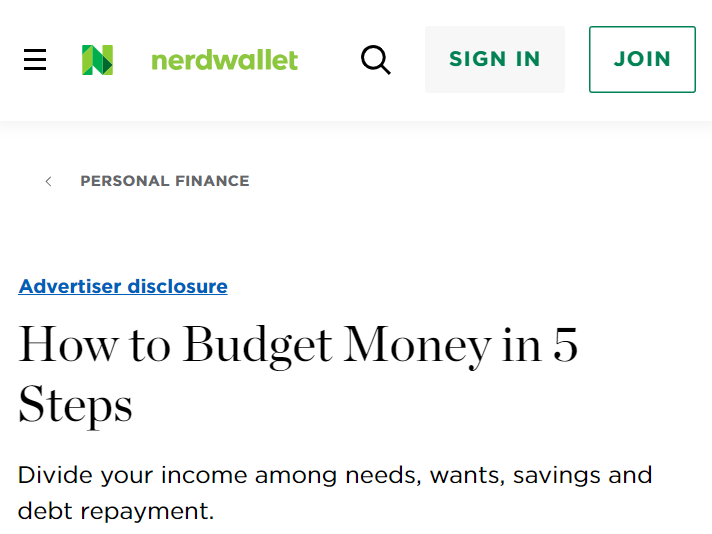 nerdwallet
SIGN IN
JOIN
PERSONAL FINANCE
Advertiser disclosure
How to Budget Money in 5
Steps
Divide your income among needs, wants, savings and
debt repayment.